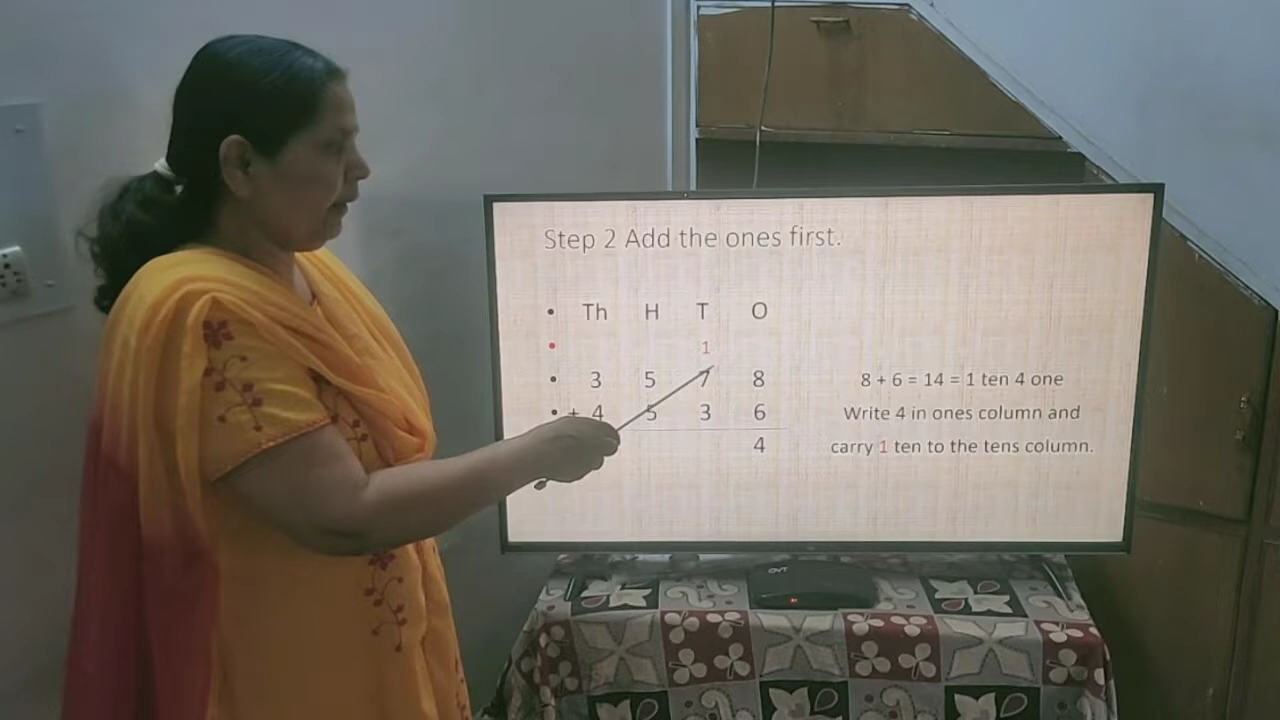 Step 2 Add the ones first.
• Th H T O
• 1
• 3 5 7 8 8 + 6 = 14 = 1 ten 4 one
• + 4 5 3 6 Write 4 in ones column and
4 carry 1 ten to the tens column.
OVT